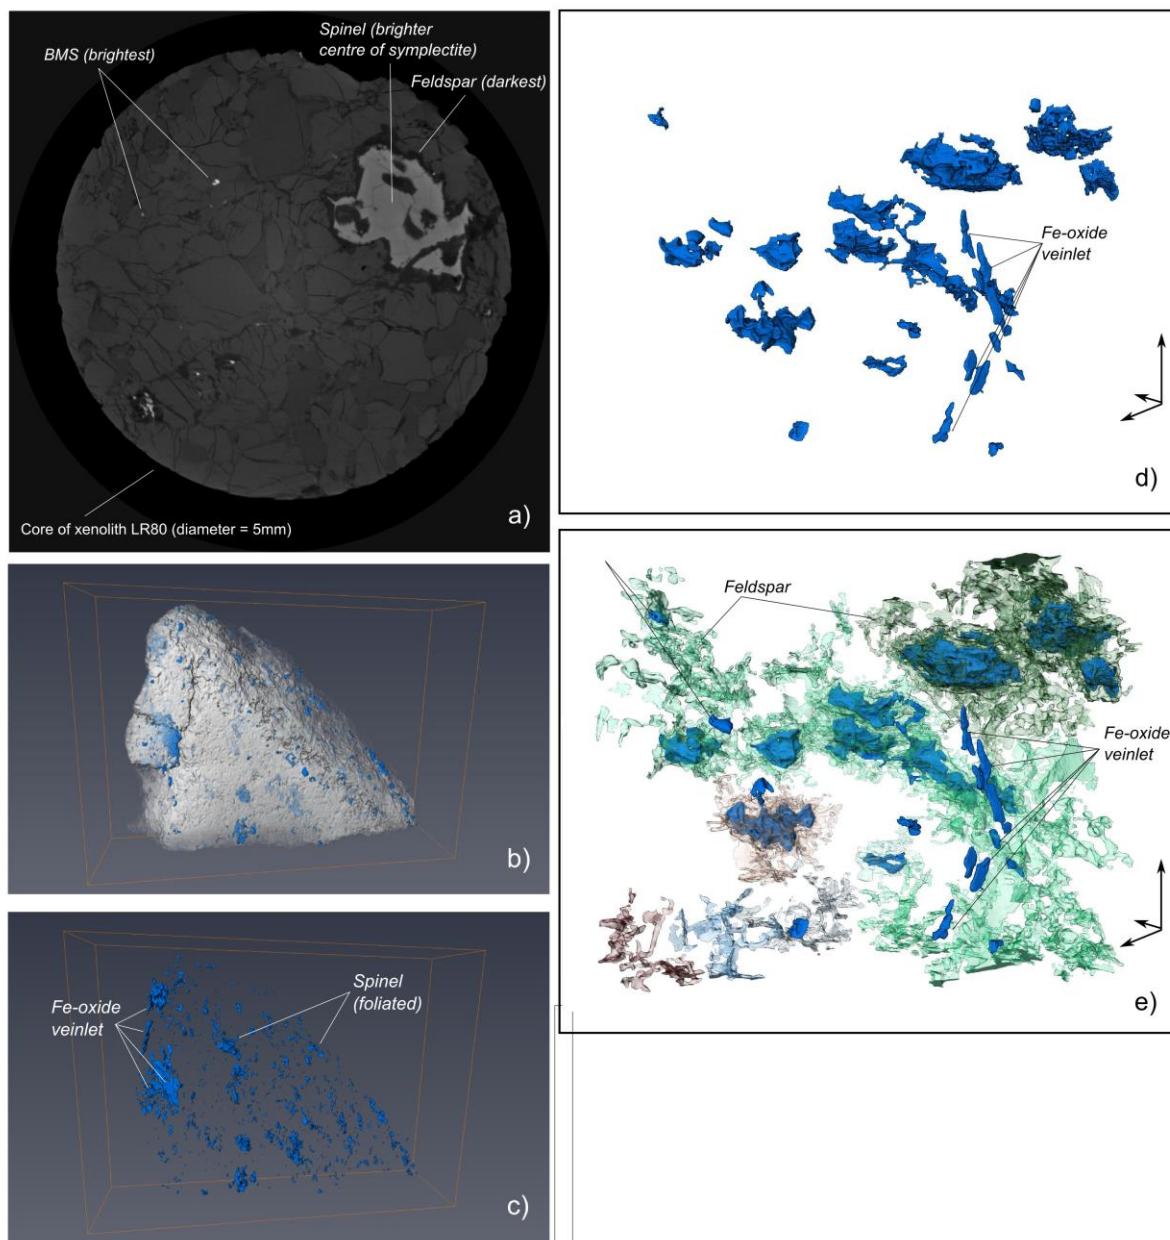 BMS (brightest)
Spinel (brighter
centre of symplectite)
Feldspar (darkest)
Core of xenolith LR80 (diameter = 5mm)
a)
b)
Fe-oxide
veinlet
Spinel
(foliated)
c)
Fe-oxide
veinlet
d)
Feldspar
Fe-oxide
veinlet
e)